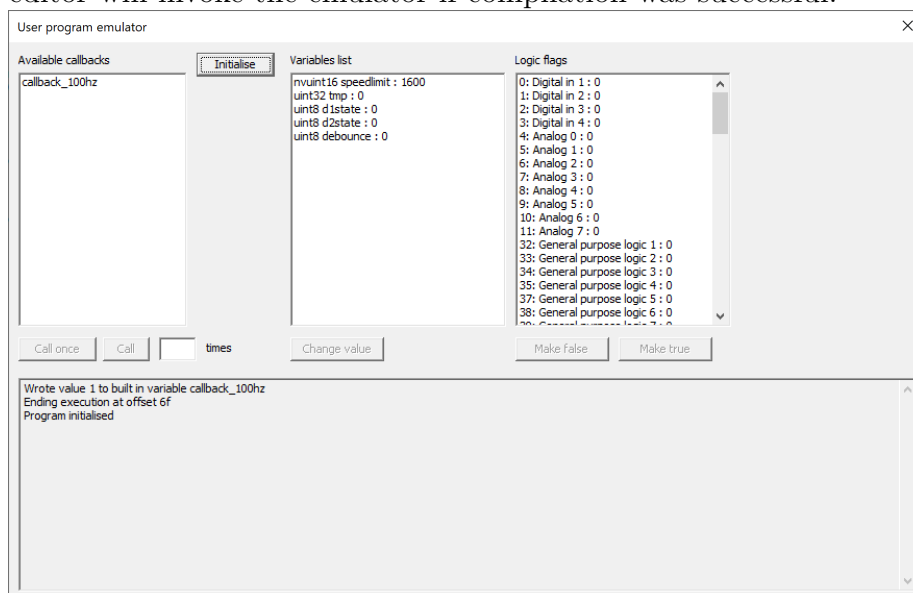 editor will invoke the emulator if compilation was successful.
User program emulator
Available callbacks
Initialise
Variables list
Logic flags
callback_100hz
nvuint16 speedlimit : 1600
uint32 tmp : 0
uint8 d1state : 0
uint8 d2state : 0
uint8 debounce : 0
0: Digital in 1 : 0
1: Digital in 2 : 0
2: Digital in 3 : 0
3: Digital in 4 : 0
4: Analog 0 : 0
5: Analog 1 : 0
6: Analog 2 : 0
7: Analog 3 : 0
8: Analog 4 : 0
9: Analog 5 : 0
10: Analog 6 : 0
11: Analog 7 : 0
32: General purpose logic 1 : 0
33: General purpose logic 2 : 0
34: General purpose logic 3 : 0
35: General purpose logic 4 : 0
37: General purpose logic 5 : 0
38: General purpose logic 6 : 0
39: General purpose logic 7 : 0
Call once
Call
times
Change value
Make false
Make true
Wrote value 1 to built in variable callback_100hz
Ending execution at offset 6f
Program initialised